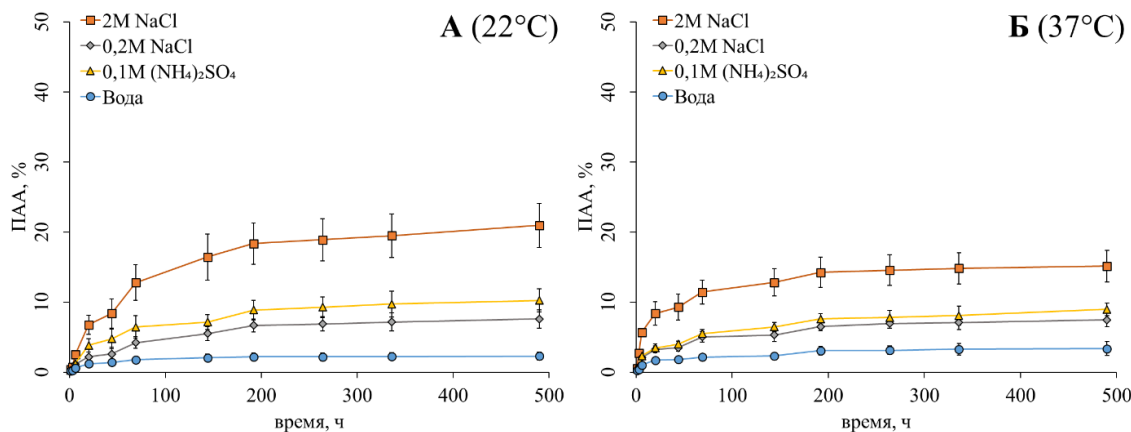 А (22°C)
2M NaCl
0,2M NaCl
0,1M (NH₄)₂SO₄
Вода
ПАА, %
50
40
30
20
10
0
0 100 200 300 400 500
время, ч
Б (37°C)
2M NaCl
0,2M NaCl
0,1M (NH₄)₂SO₄
Вода
ПАА, %
50
40
30
20
10
0
0 100 200 300 400 500
время, ч